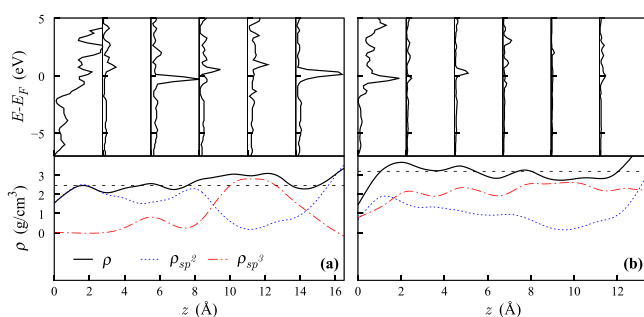 5
0
−5
E-E_F (eV)
3
2
1
0
ρ (g/cm³)
ρ ρ_sp² ρ_sp³ (a) (b)
0 2 4 6 8 10 12 14 16 0 2 4 6 8 10 12
z (Å) z (Å)